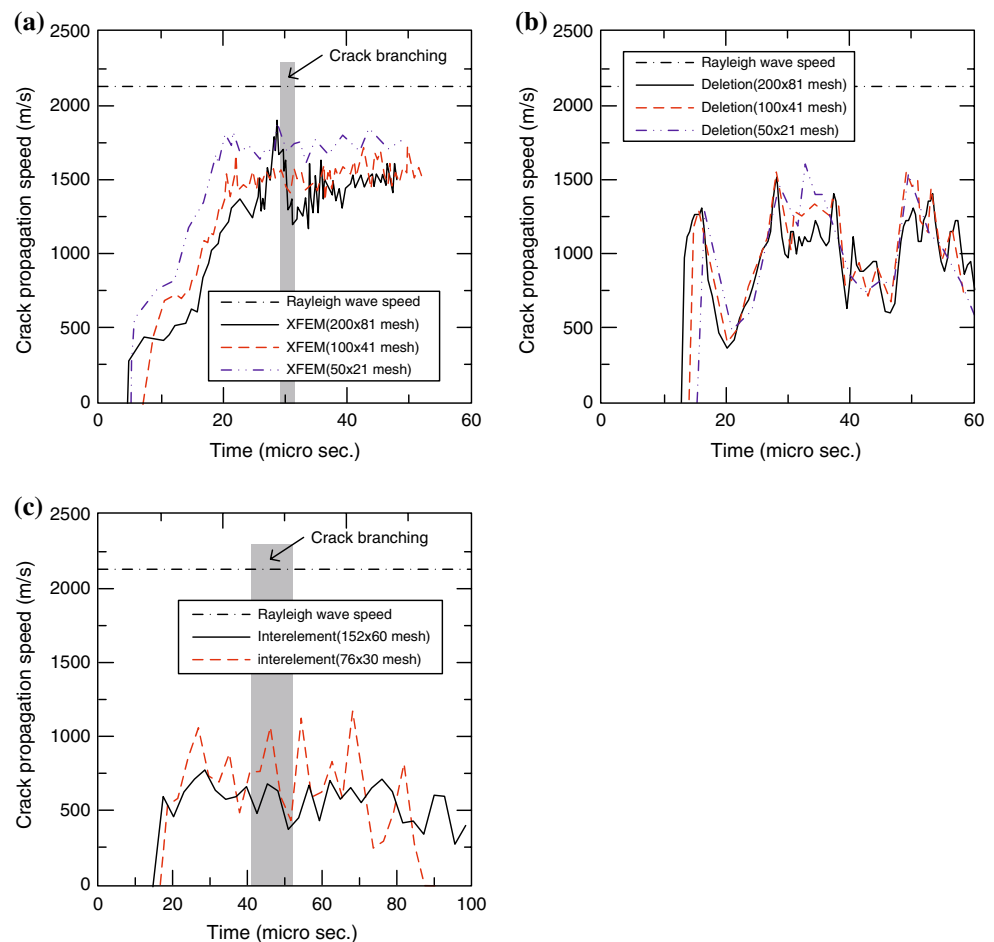 (a)
2500
2000
1500
1000
500
0
Crack propagation speed (m/s)
Crack branching
Rayleigh wave speed
XFEM(200x81 mesh)
XFEM(100x41 mesh)
XFEM(50x21 mesh)
0 20 40 60
Time (micro sec.)
(b)
2500
2000
1500
1000
500
0
Crack propagation speed (m/s)
Rayleigh wave speed
Deletion(200x81 mesh)
Deletion(100x41 mesh)
Deletion(50x21 mesh)
0 20 40 60
Time (micro sec.)
(c)
2500
2000
1500
1000
500
0
Crack propagation speed (m/s)
Crack branching
Rayleigh wave speed
Interelement(152x60 mesh)
interelement(76x30 mesh)
0 20 40 60 80 100
Time (micro sec.)